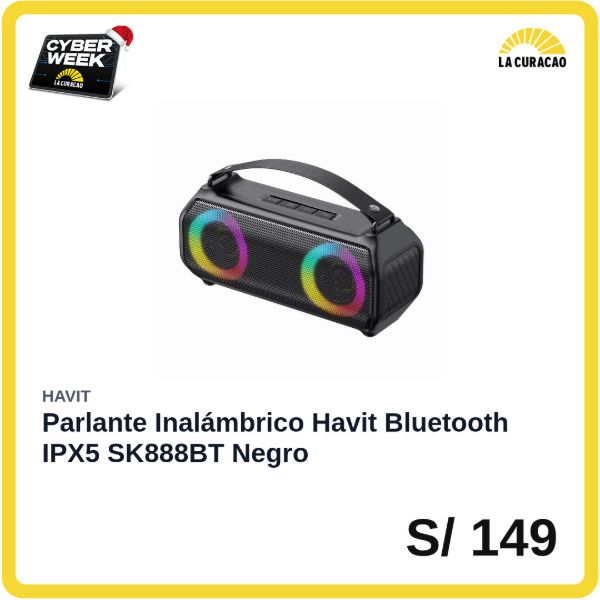 CYBER
WEEK
LA CURACAO
LA CURACAO
HAVIT
Parlante Inalámbrico Havit Bluetooth
IPX5 SK888BT Negro
S/ 149